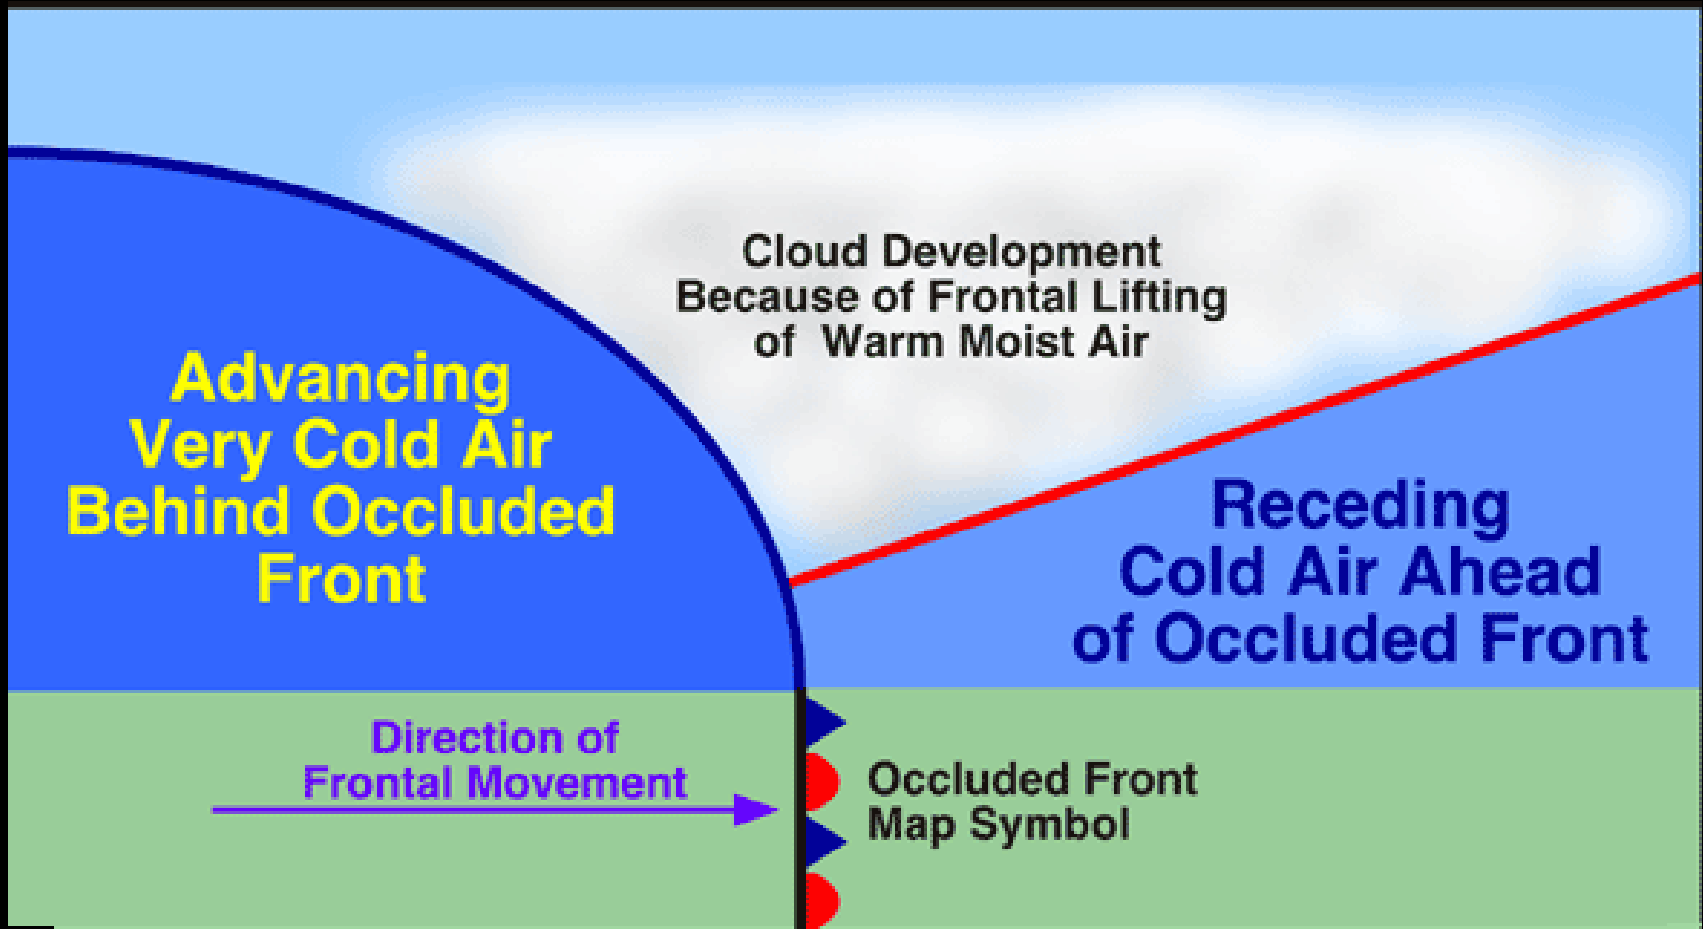 Cloud Development
Because of Frontal Lifting
of Warm Moist Air
Advancing
Very Cold Air
Behind Occluded
Front
Receding
Cold Air Ahead
of Occluded Front
Direction of
Frontal Movement
Occluded Front
Map Symbol